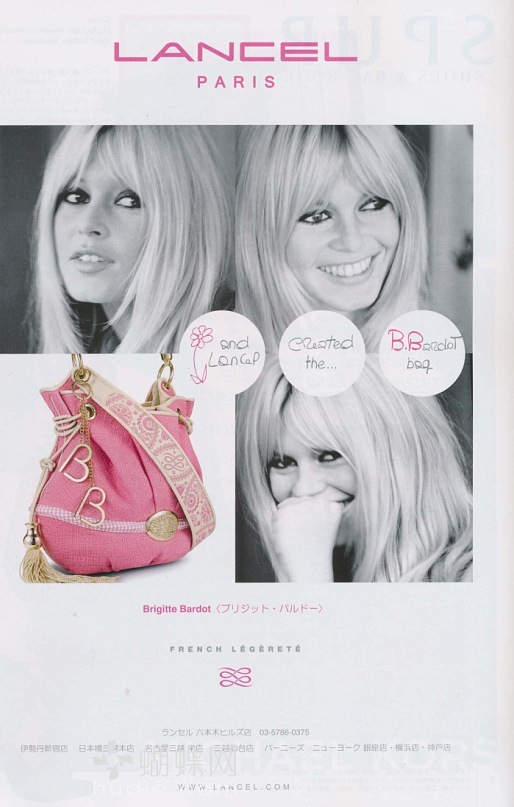 LANCEL
PARIS
and
Lancel
Created
the...
B.Bardot
bag
B
B
Brigitte Bardot〈ブリジット・バルドー〉
FRENCH LÉGÈRETÉ
ランセル 六本木ヒルズ店 03-5786-0375
伊勢丹新宿店 日本橋三越本店 名古屋三越 栄店 三越仙台店 バーニーズ ニューヨーク 銀座店・横浜店・神戸店
蝴蝶网
WWW.LANCEL.COM